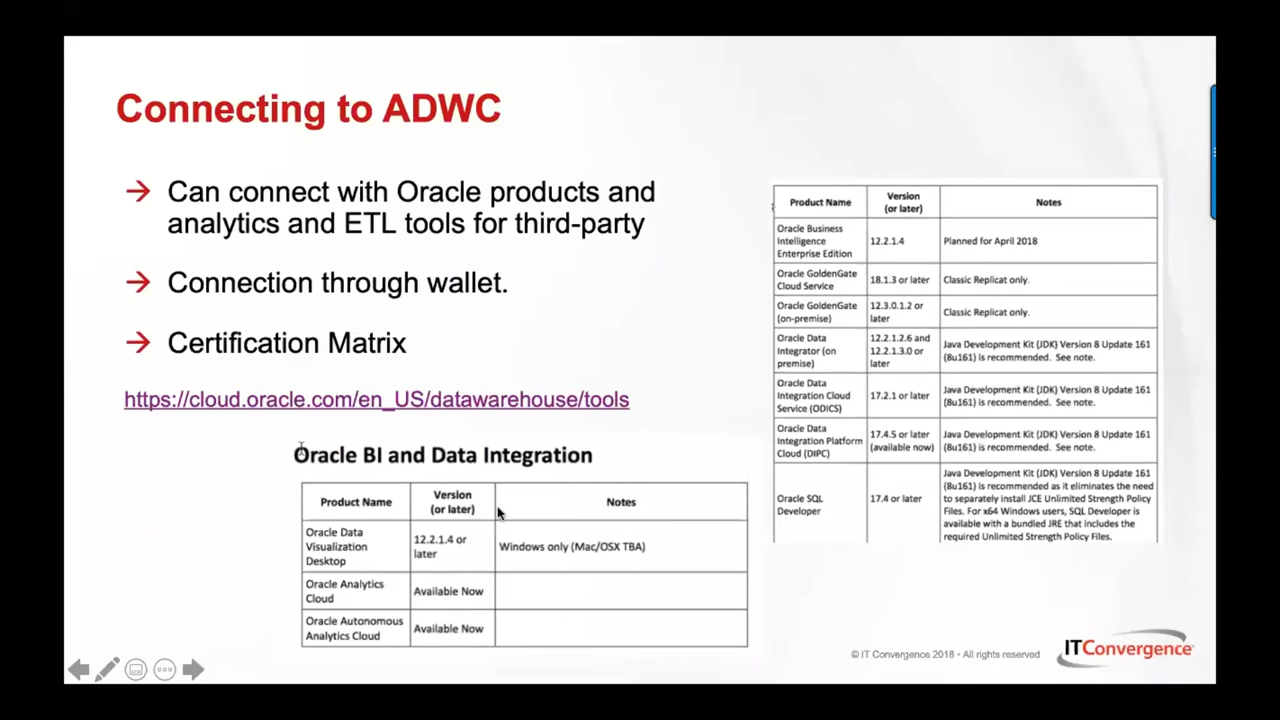 Connecting to ADWC
→ Can connect with Oracle products and
analytics and ETL tools for third-party
→ Connection through wallet.
→ Certification Matrix
https://cloud.oracle.com/en_US/datawarehouse/tools
Oracle BI and Data Integration
Product Name
Version
(or later)
Notes
Oracle Data
Visualization
Desktop
12.2.1.4 or
later
Windows only (Mac/OSX TBA)
Oracle Analytics
Cloud
Available Now
Oracle Autonomous
Analytics Cloud
Available Now
Product Name
Version
(or later)
Notes
Oracle Business
Intelligence
Enterprise Edition
12.2.1.4
Planned for April 2018
Oracle GoldenGate
Cloud Service
18.1.3 or later
Classic Replicat only.
Oracle GoldenGate
(on-premise)
12.3.0.1.2 or
later
Classic Replicat only.
Oracle Data
Integrator (on
premise)
12.2.1.2.6 and
12.2.1.3.0 or
later
Java Development Kit (JDK) Version 8 Update 161
(8u161) is recommended. See note.
Oracle Data
Integration Cloud
Service (ODICS)
17.2.1 or later
Java Development Kit (JDK) Version 8 Update 161
(8u161) is recommended. See note.
Oracle Data
Integration Platform
Cloud (DIPC)
17.4.5 or later
(available now)
Java Development Kit (JDK) Version 8 Update 161
(8u161) is recommended. See note.
Oracle SQL
Developer
17.4 or later
Java Development Kit (JDK) Version 8 Update 161
(8u161) is recommended as it eliminates the need
to separately install JCE Unlimited Strength Policy
Files. For x64 Windows users, SQL Developer is
available with a bundled JRE that includes the
required Unlimited Strength Policy Files.
© IT Convergence 2018 • All rights reserved
ITConvergence